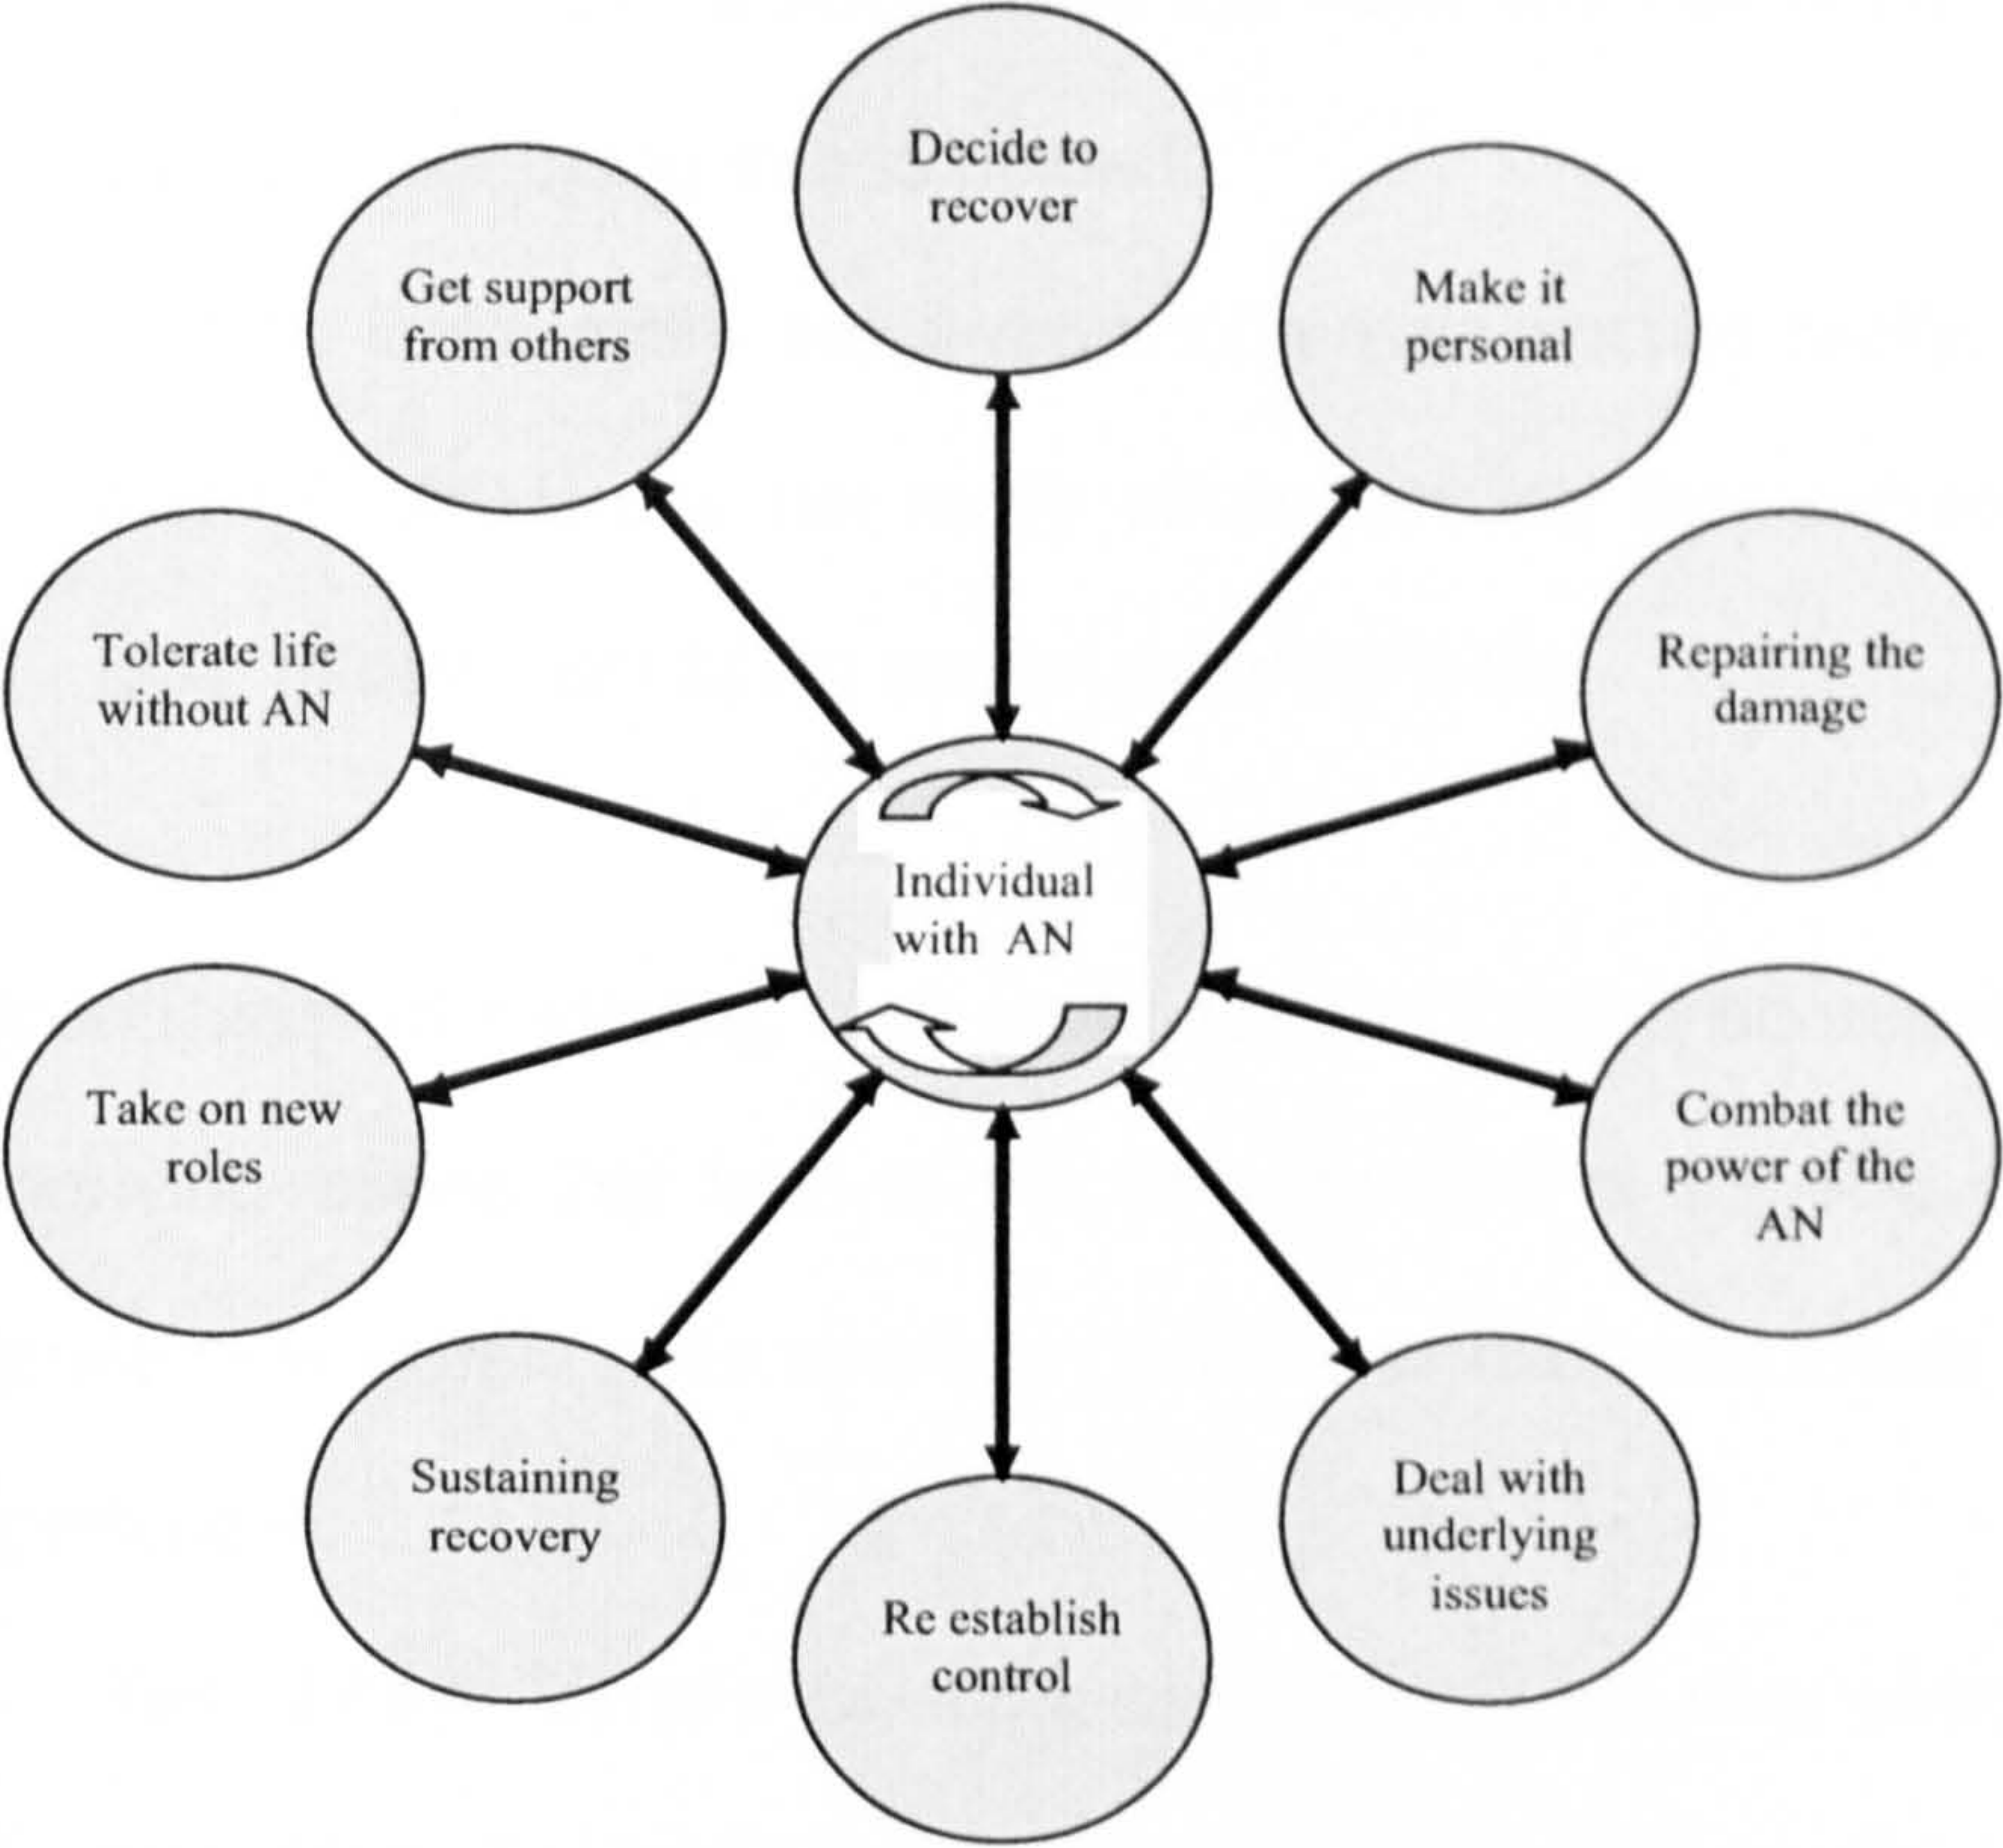 Decide to
recover
Get support
from others
Make it
personal
Tolerate life
without AN
Repairing the
damage
Individual
with AN
Take on new
roles
Combat the
power of the
AN
Sustaining
recovery
Deal with
underlying
issues
Re establish
control